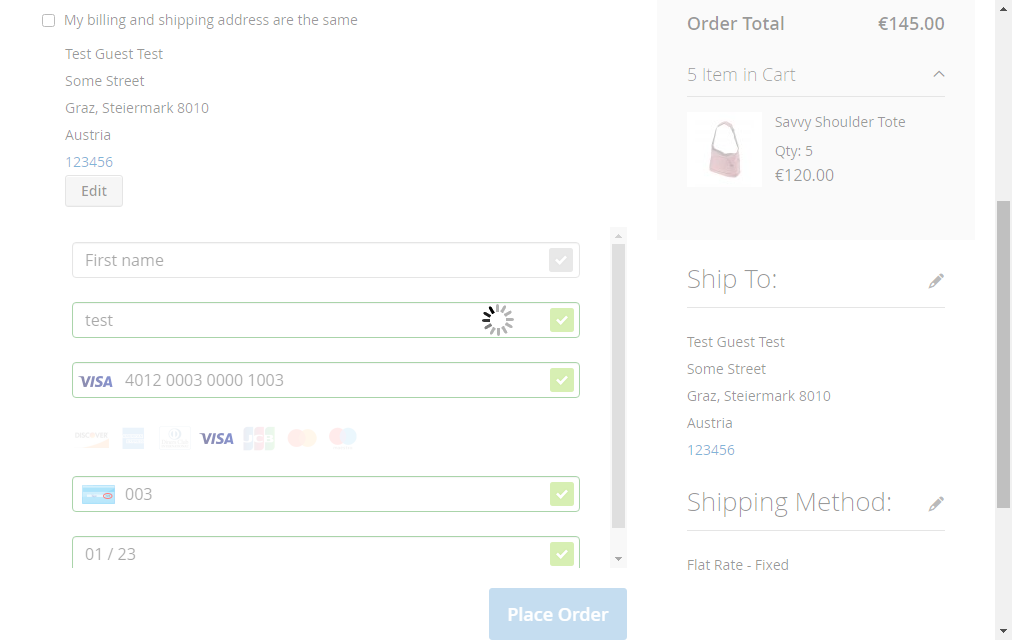 My billing and shipping address are the same
Test Guest Test
Some Street
Graz, Steiermark 8010
Austria
123456
Edit
First name
test
VISA 4012 0003 0000 1003
DISCOVER VISA JCB
003
01 / 23
Place Order
Order Total €145.00
5 Item in Cart
Savvy Shoulder Tote
Qty: 5
€120.00
Ship To:
Test Guest Test
Some Street
Graz, Steiermark 8010
Austria
123456
Shipping Method:
Flat Rate - Fixed